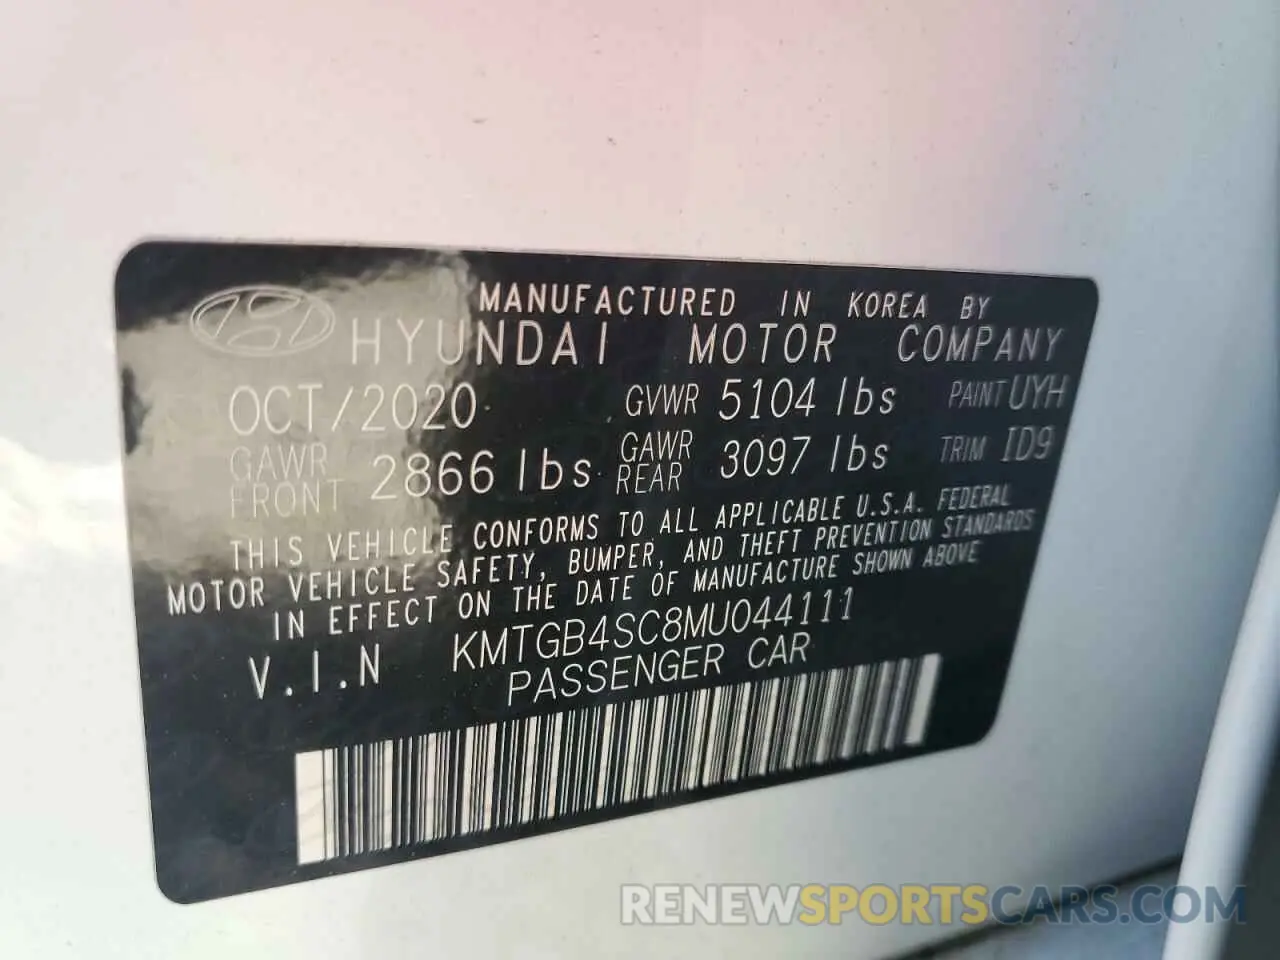 MANUFACTURED IN KOREA BY
HYUNDAI MOTOR COMPANY
OCT/2020 GVWR 5104 lbs PAINT UYH
GAWR FRONT 2866 lbs GAWR REAR 3097 lbs TRIM ID9
THIS VEHICLE CONFORMS TO ALL APPLICABLE U.S.A. FEDERAL
MOTOR VEHICLE SAFETY, BUMPER, AND THEFT PREVENTION STANDARDS
IN EFFECT ON THE DATE OF MANUFACTURE SHOWN ABOVE
V.I.N KMTGB4SC8MU044111
PASSENGER CAR
RENEWSPORTSCARS.COM